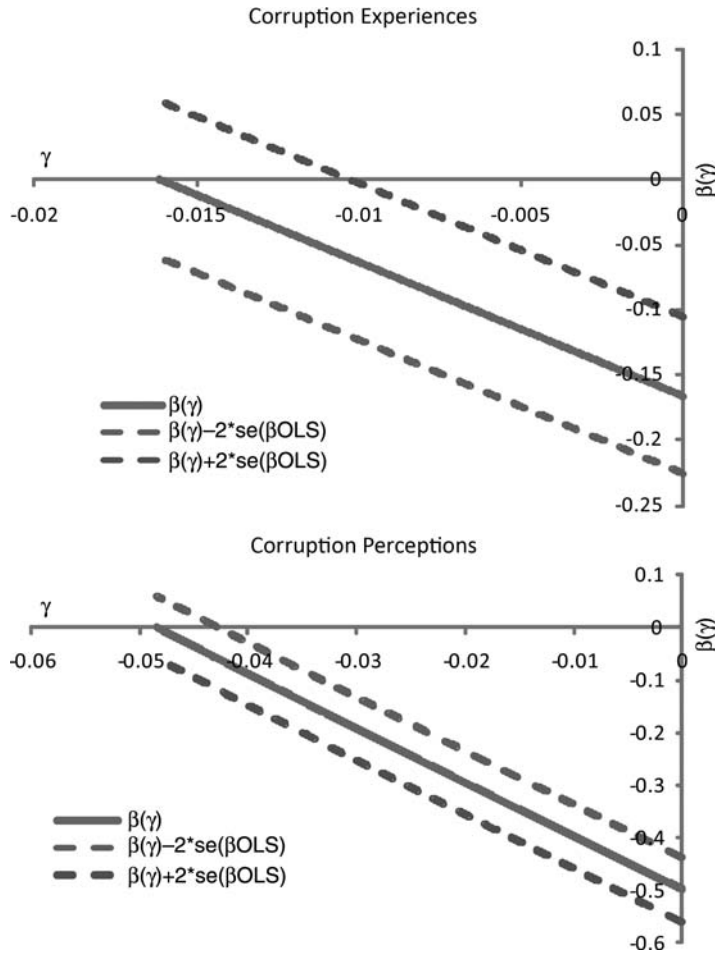 Corruption Experiences
0.1
0.05
γ
0
β(γ)
-0.02 -0.015 -0.01 -0.005 0
-0.05
-0.1
-0.15
β(γ)
β(γ)–2*se(βOLS)
-0.2
β(γ)+2*se(βOLS)
-0.25
Corruption Perceptions
0.1
γ
0
β(γ)
-0.06 -0.05 -0.04 -0.03 -0.02 -0.01 0
-0.1
-0.2
-0.3
β(γ)
β(γ)–2*se(βOLS)
-0.4
β(γ)+2*se(βOLS)
-0.5
-0.6